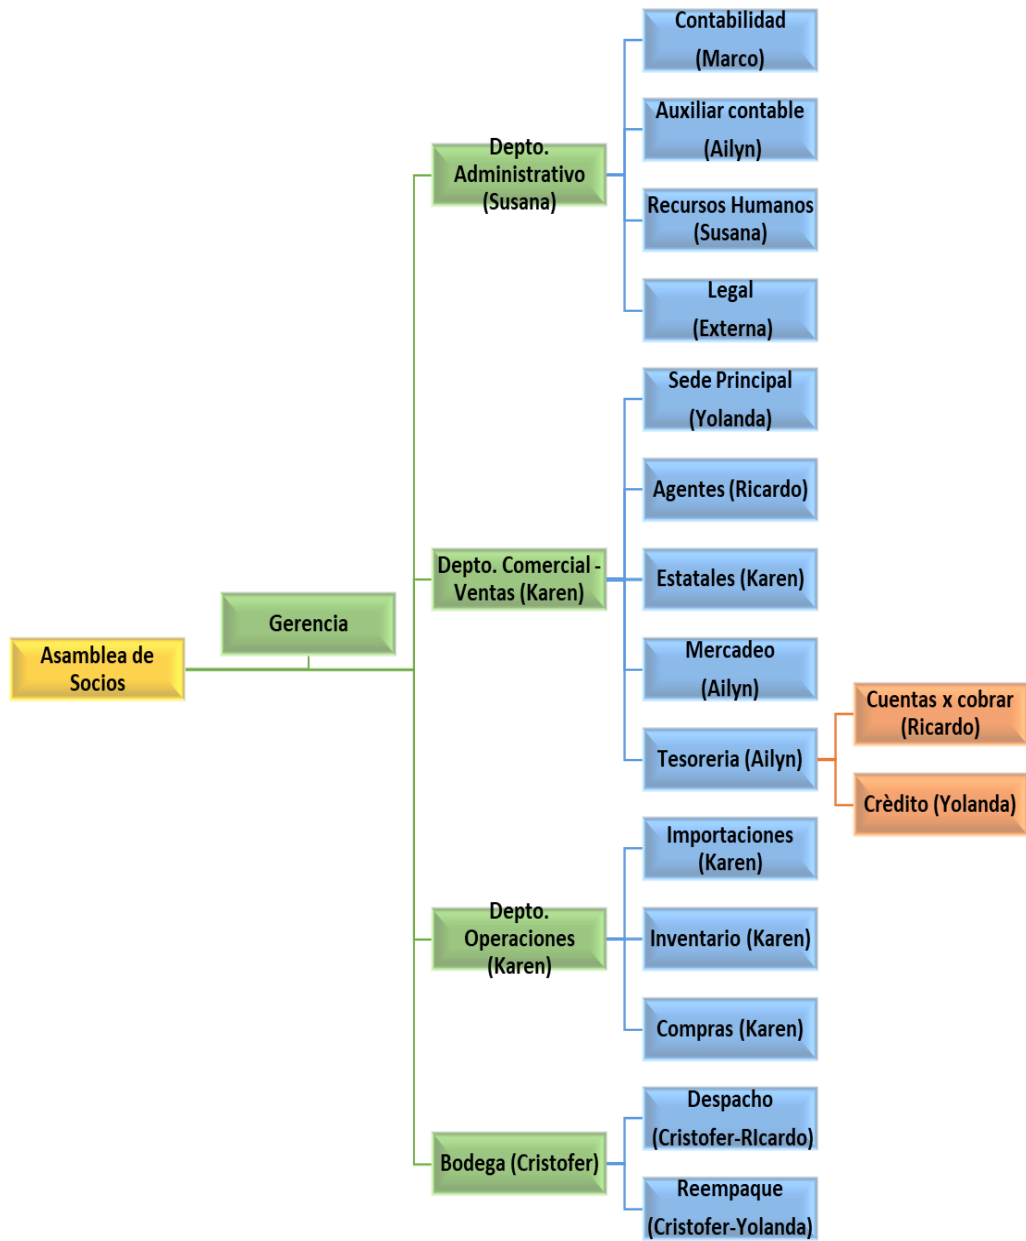 Contabilidad
(Marco)
Auxiliar contable
(Ailyn)
Depto.
Administrativo
(Susana)
Recursos Humanos
(Susana)
Legal
(Externa)
Sede Principal
(Yolanda)
Agentes (Ricardo)
Depto. Comercial -
Ventas (Karen)
Estatales (Karen)
Gerencia
Asamblea de
Socios
Mercadeo
(Ailyn)
Tesoreria (Ailyn)
Cuentas x cobrar
(Ricardo)
Crèdito (Yolanda)
Importaciones
(Karen)
Depto.
Operaciones
(Karen)
Inventario (Karen)
Compras (Karen)
Despacho
(Cristofer-RIcardo)
Bodega (Cristofer)
Reempaque
(Cristofer-Yolanda)